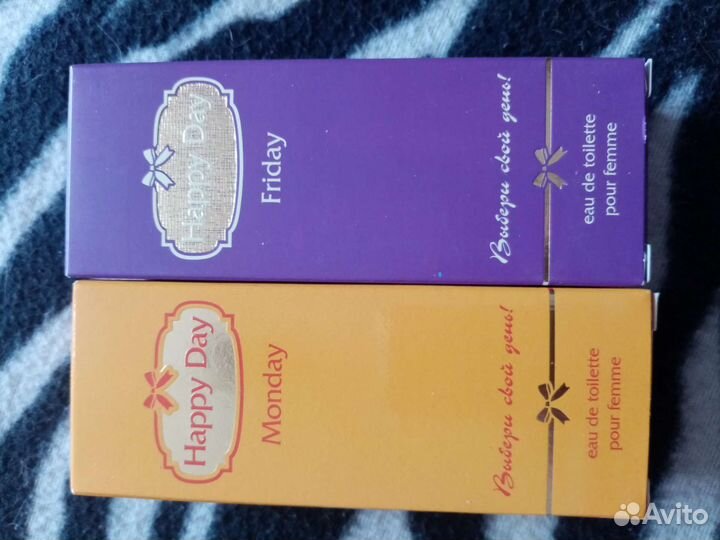 Happy Day
Friday
Выбери свой день!
eau de toilette
pour femme
Happy Day
Monday
Выбери свой день!
eau de toilette
pour femme
Avito